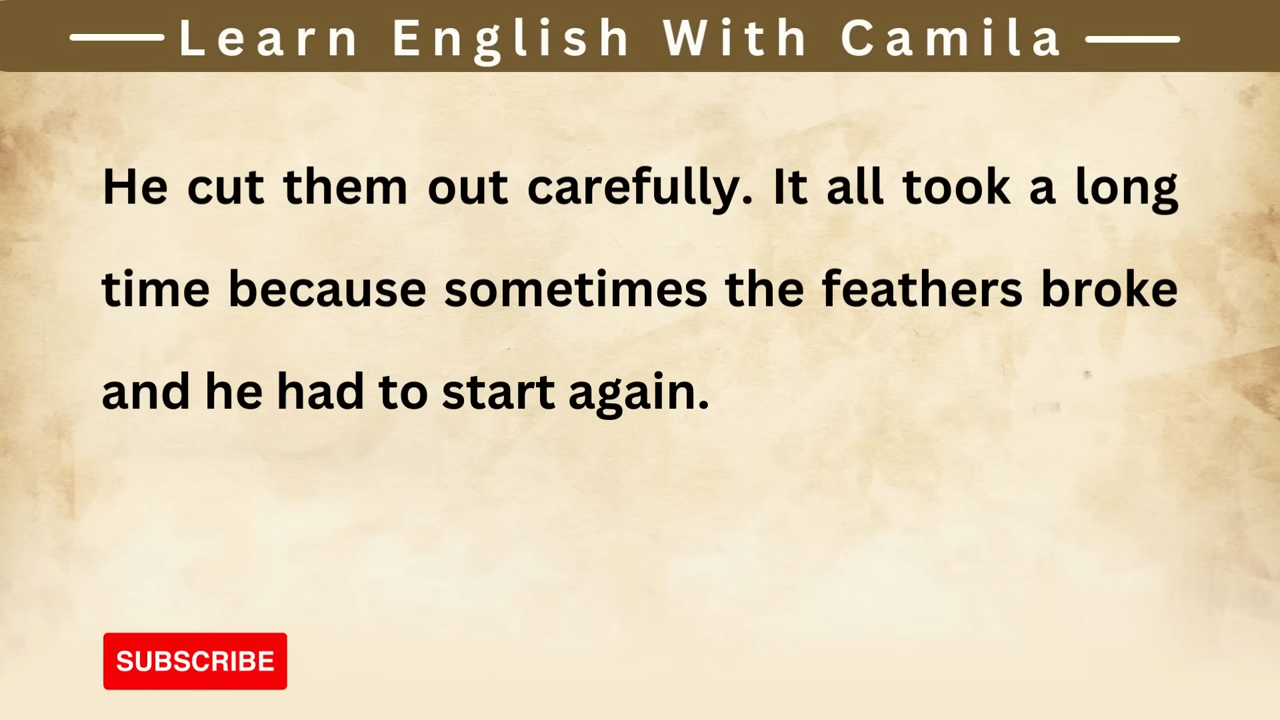 Learn English With Camila
He cut them out carefully. It all took a long
time because sometimes the feathers broke
and he had to start again.
SUBSCRIBE